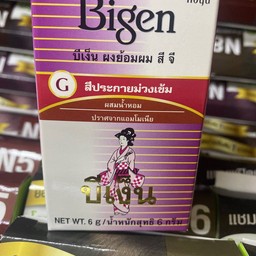 Bigen
บีเง็น ผงย้อมผม สี จี
G สีประกายม่วงเข้ม
ผสมน้ำหอม
ปราศจากแอมโมเนีย
บีเง็น
NET WT. 6 g/น้ำหนักสุทธิ 6 กรัม